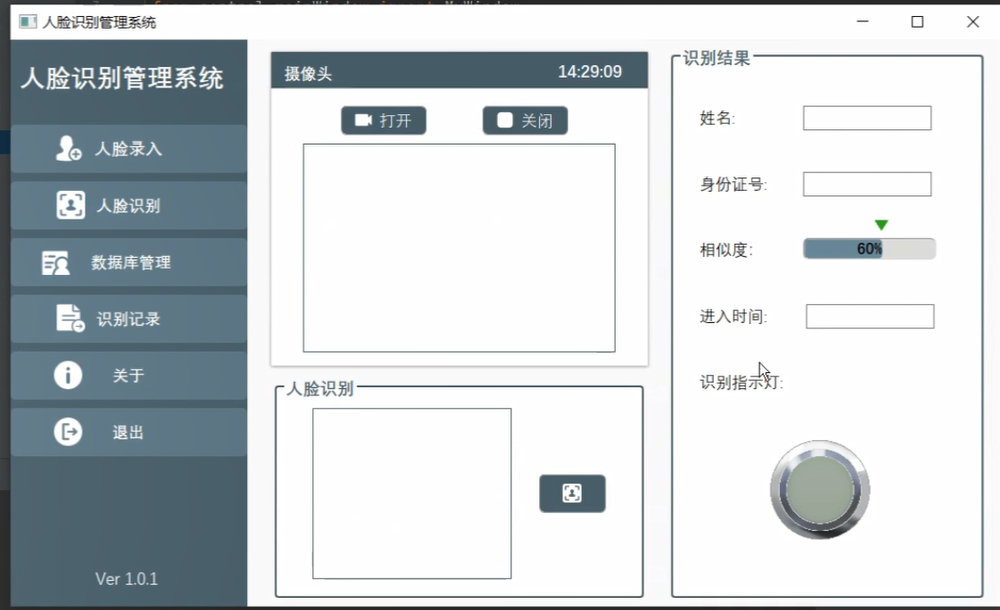 人脸识别管理系统
人脸识别管理系统
人脸录入
人脸识别
数据库管理
识别记录
关于
退出
Ver 1.0.1
摄像头 14:29:09
打开 关闭
人脸识别
识别结果
姓名:
身份证号:
相似度: 60%
进入时间:
识别指示灯: